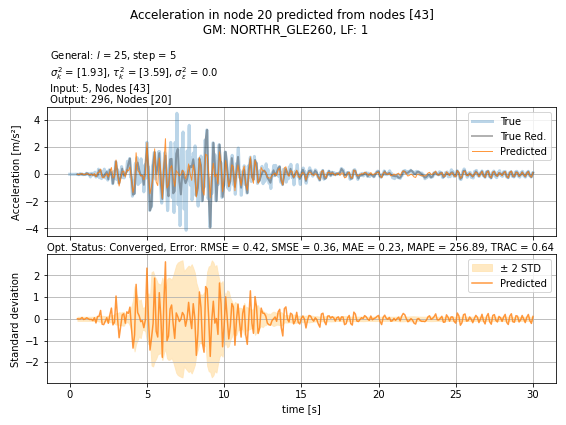 Acceleration in node 20 predicted from nodes [43]
GM: NORTHR_GLE260, LF: 1
General: l = 25, step = 5
σ²ₖ = [1.93], τ²ₖ = [3.59], σ²ε = 0.0
Input: 5, Nodes [43]
Output: 296, Nodes [20]
Acceleration [m/s²]
4
2
0
−2
−4
True
True Red.
Predicted
Opt. Status: Converged, Error: RMSE = 0.42, SMSE = 0.36, MAE = 0.23, MAPE = 256.89, TRAC = 0.64
Standard deviation
2
1
0
−1
−2
± 2 STD
Predicted
0 5 10 15 20 25 30
time [s]